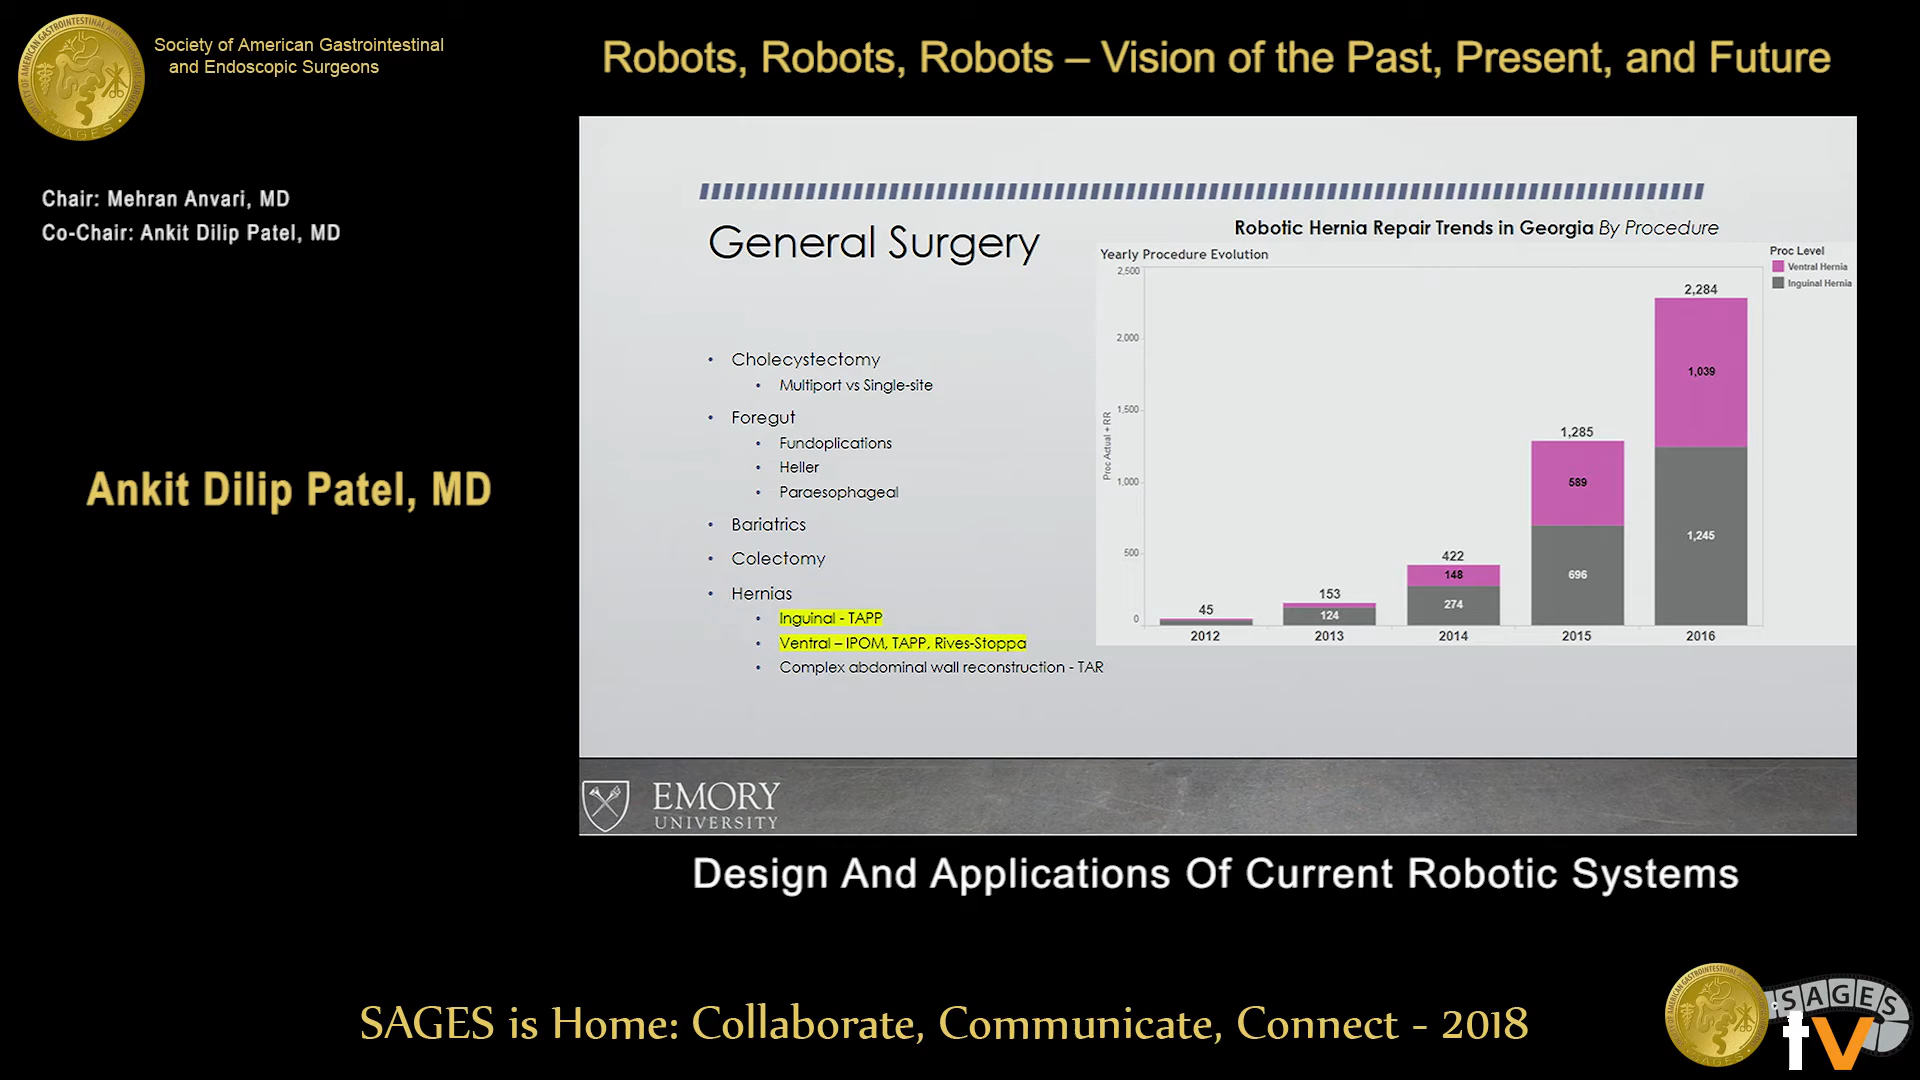 Society of American Gastrointestinal
and Endoscopic Surgeons
Robots, Robots, Robots – Vision of the Past, Present, and Future
Chair: Mehran Anvari, MD
Co-Chair: Ankit Dilip Patel, MD
Ankit Dilip Patel, MD
General Surgery
• Cholecystectomy
• Multiport vs Single-site
• Foregut
• Fundoplications
• Heller
• Paraesophageal
• Bariatrics
• Colectomy
• Hernias
• Inguinal - TAPP
• Ventral – IPOM, TAPP, Rives-Stoppa
• Complex abdominal wall reconstruction - TAR
Robotic Hernia Repair Trends in Georgia By Procedure
Yearly Procedure Evolution
Proc Level
Ventral Hernia
Inguinal Hernia
Proc Actual + RR
2,500
2,000
1,500
1,000
500
0
45
153
124
422
148
274
1,285
589
696
2,284
1,039
1,245
2012 2013 2014 2015 2016
EMORY
UNIVERSITY
Design And Applications Of Current Robotic Systems
SAGES is Home: Collaborate, Communicate, Connect - 2018
SAGES
tv